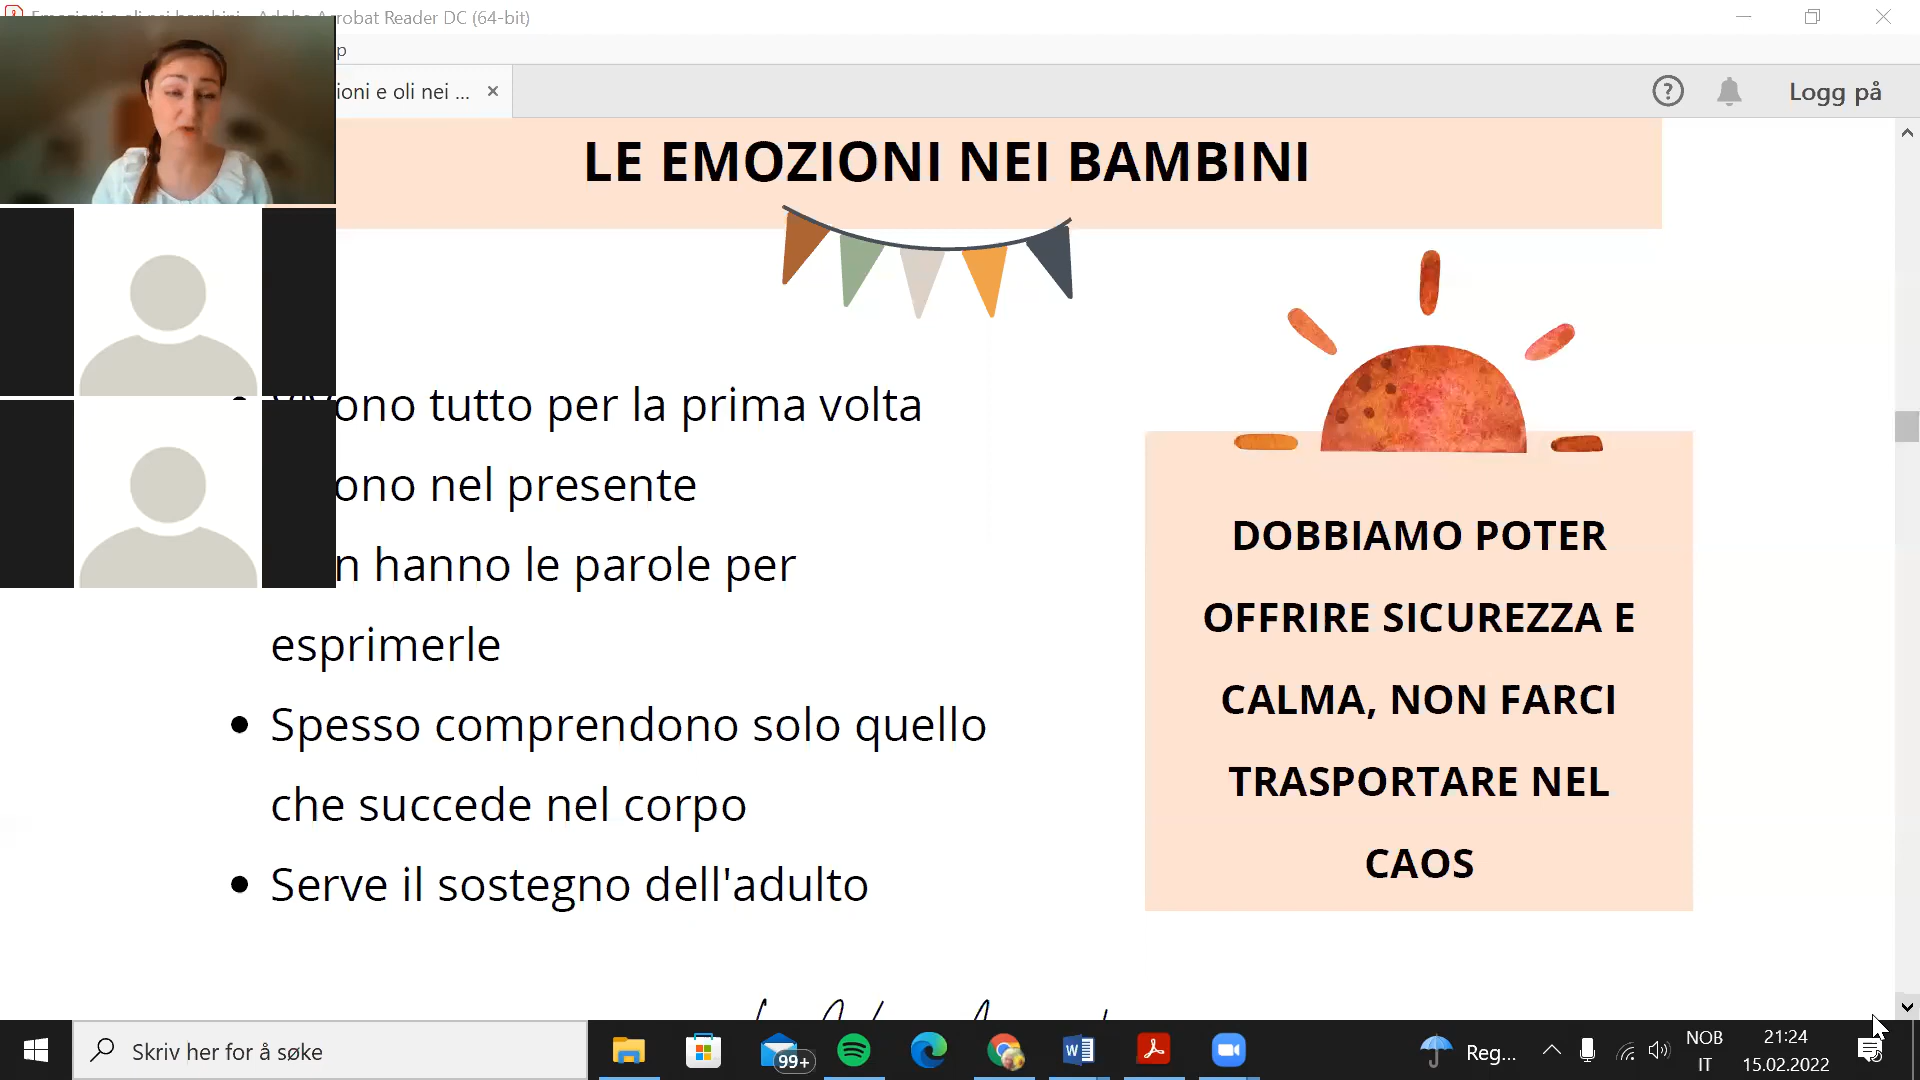 Adobe Acrobat Reader DC (64-bit)
ioni e oli nei ...
Logg på
LE EMOZIONI NEI BAMBINI
tutto per la prima volta
nel presente
hanno le parole per
esprimerle
• Spesso comprendono solo quello
che succede nel corpo
• Serve il sostegno dell'adulto
DOBBIAMO POTER
OFFRIRE SICUREZZA E
CALMA, NON FARCI
TRASPORTARE NEL
CAOS
Skriv her for å søke
99+
Reg...
NOB
IT
21:24
15.02.2022